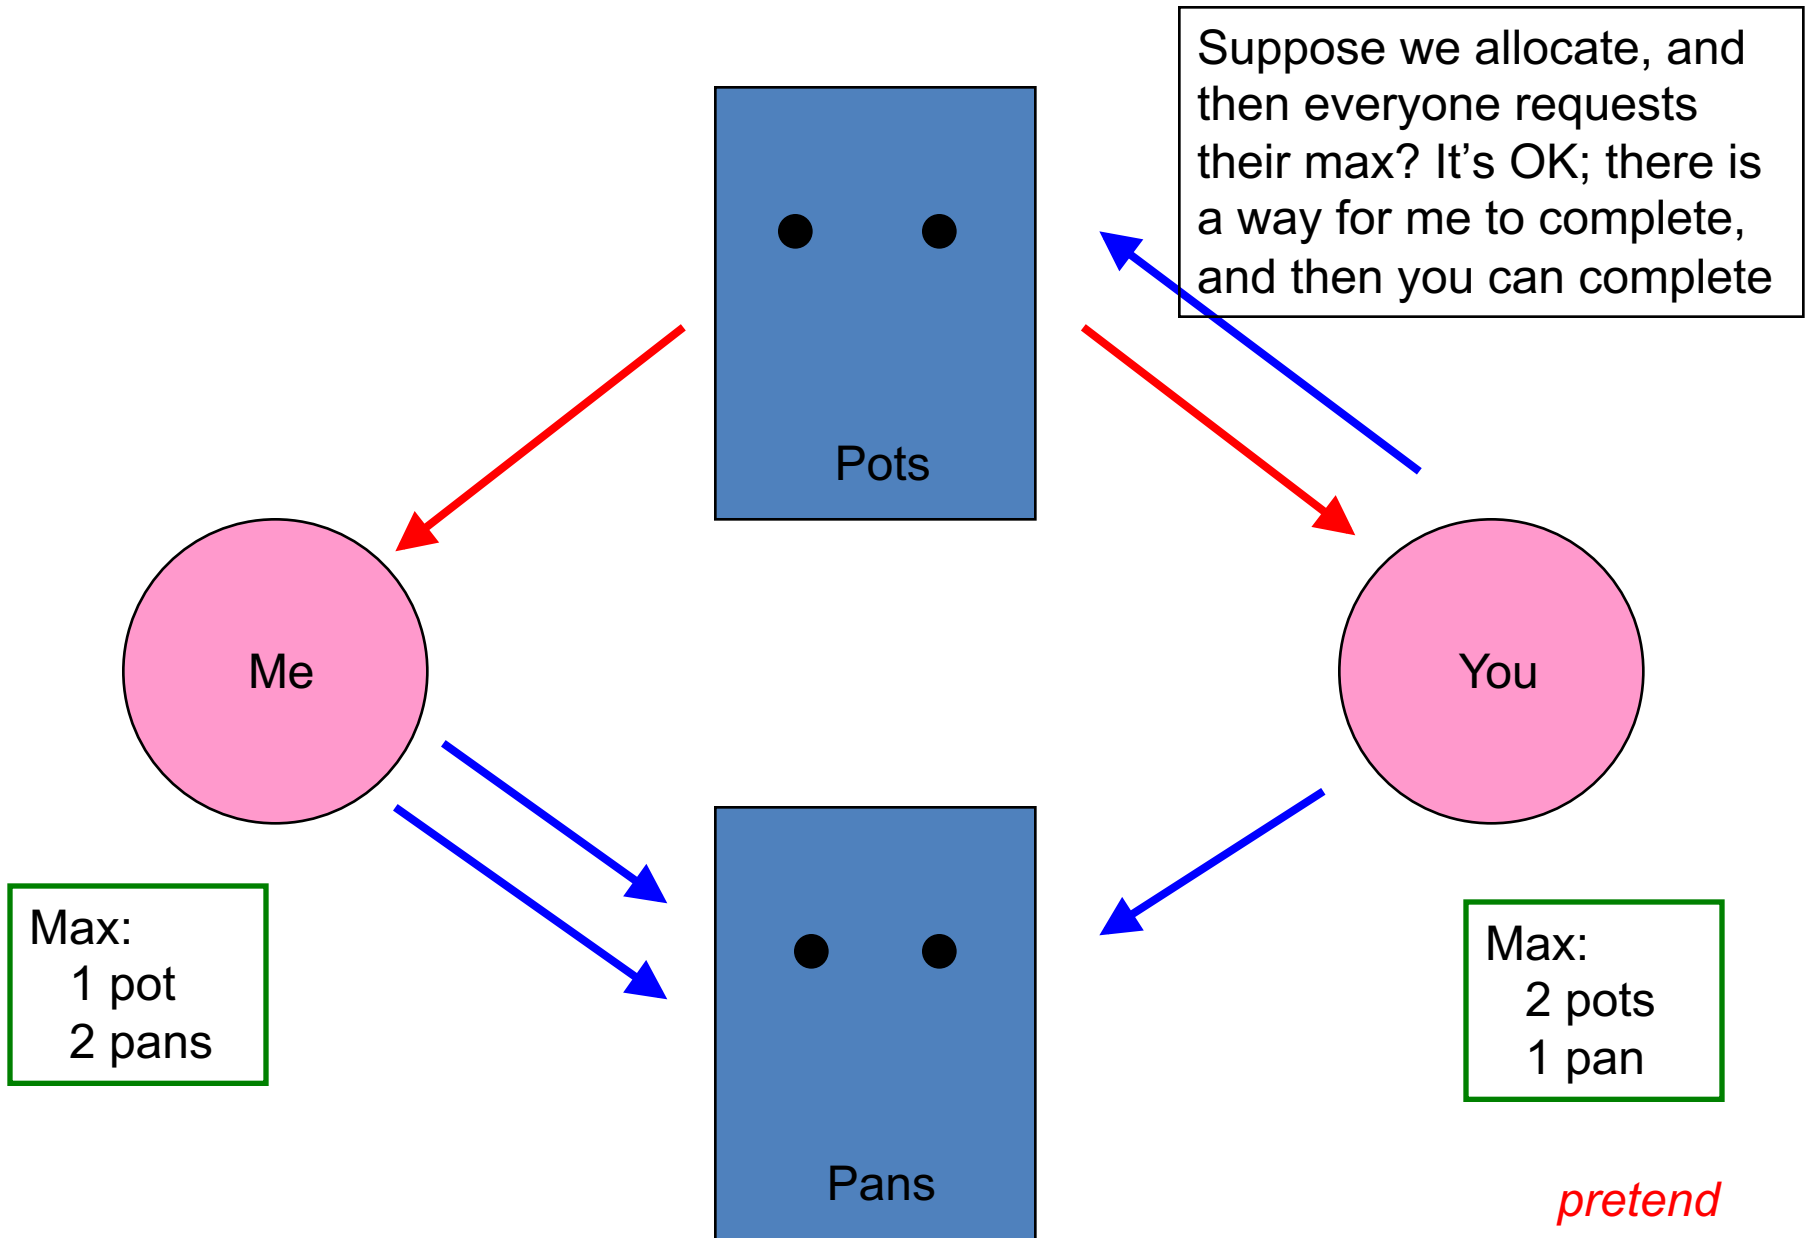 Suppose we allocate, and
then everyone requests
their max? It’s OK; there is
a way for me to complete,
and then you can complete
Pots
Me
You
Max:
1 pot
2 pans
Max:
2 pots
1 pan
Pans
pretend